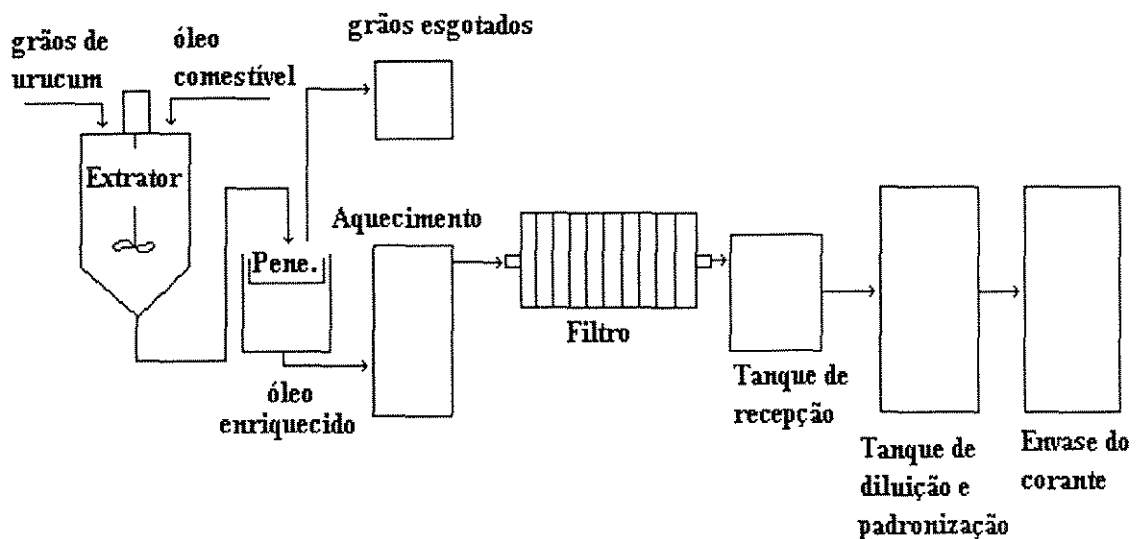 grãos de
urucum
óleo
comestível
grãos esgotados
Extrator
Pene.
Aquecimento
óleo
enriquecido
Filtro
Tanque de
recepção
Tanque de
diluição e
padronização
Envase do
corante